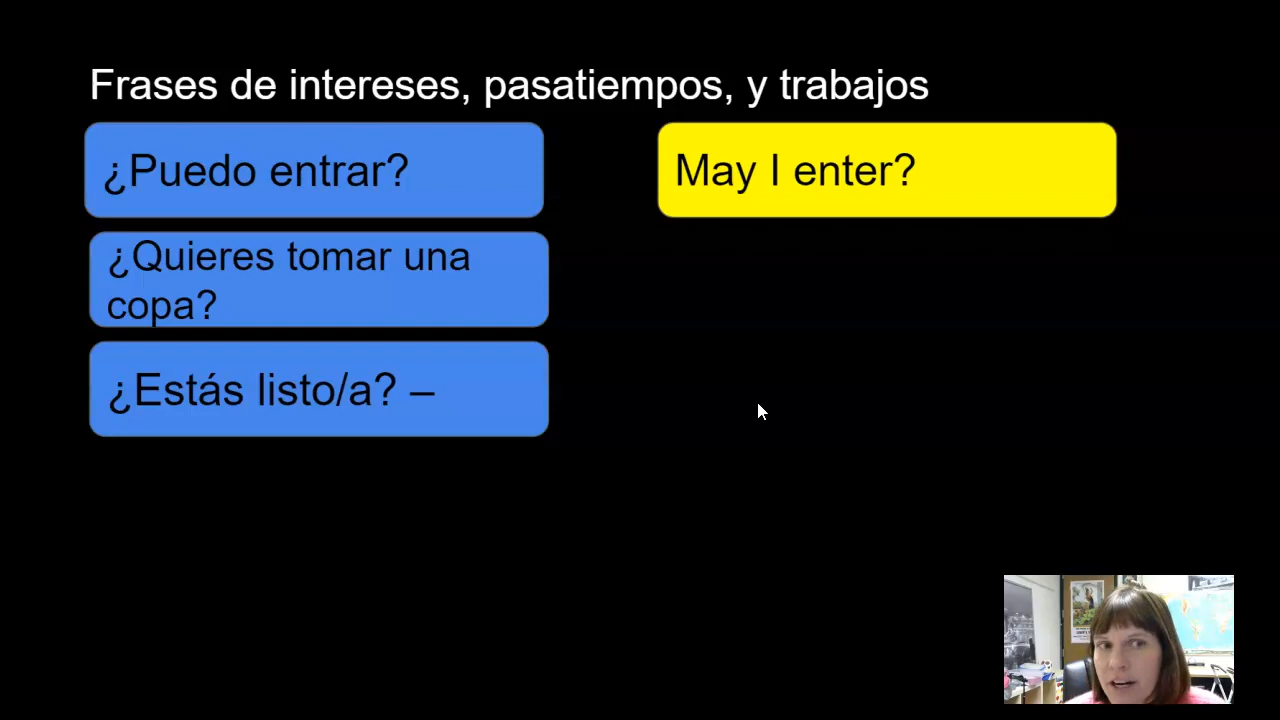 Frases de intereses, pasatiempos, y trabajos
¿Puedo entrar?
May I enter?
¿Quieres tomar una
copa?
¿Estás listo/a? –